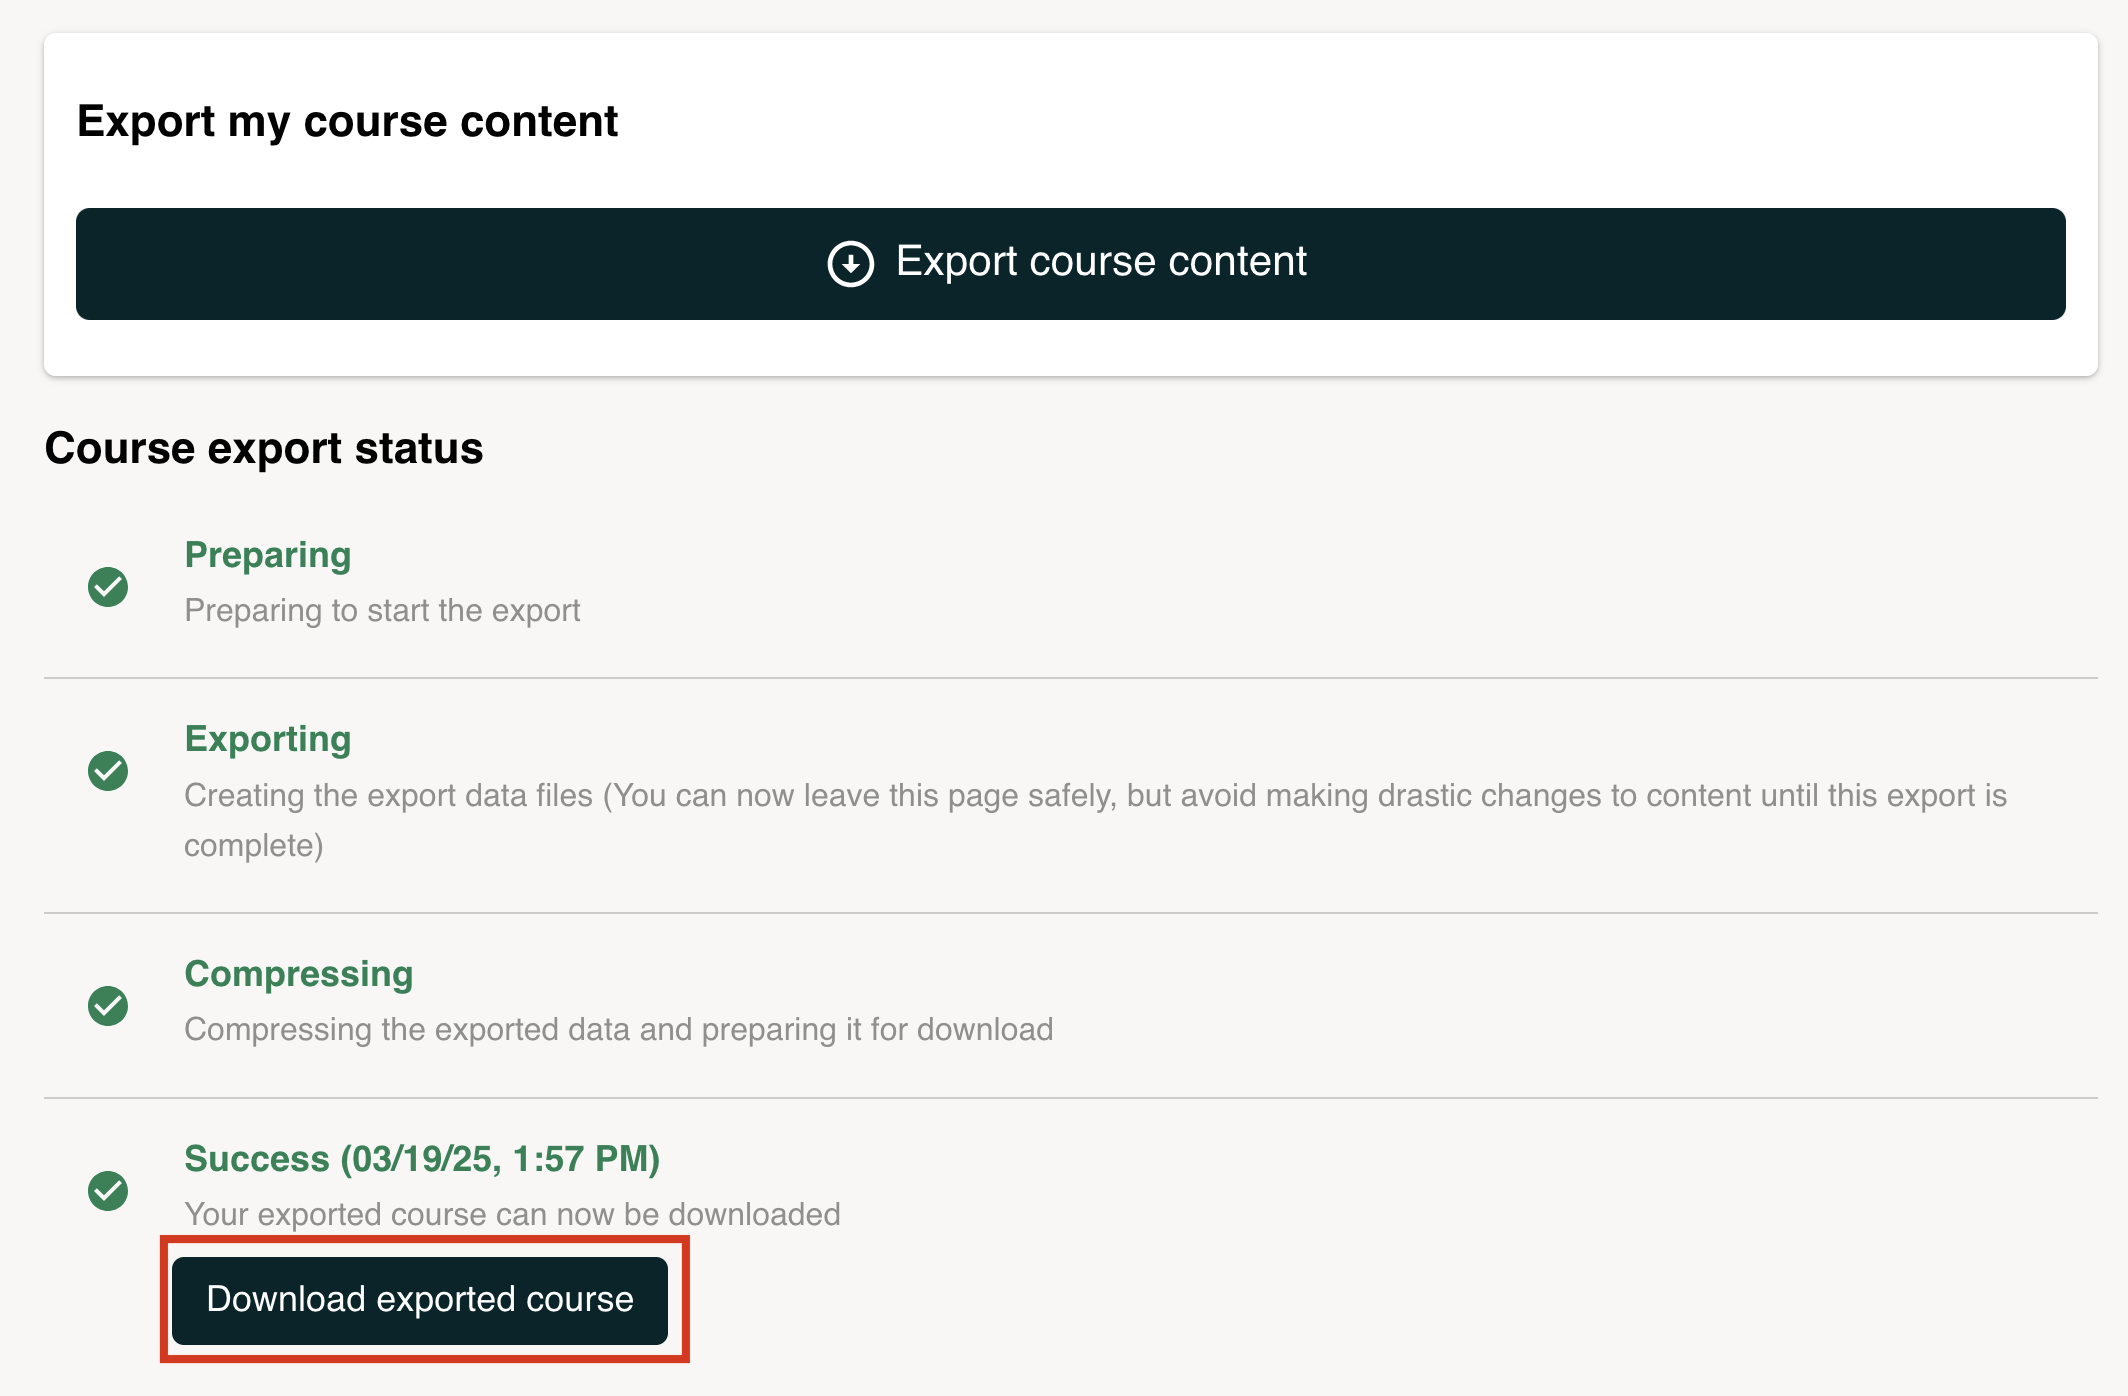 Export my course content
Export course content
Course export status
Preparing
Preparing to start the export
Exporting
Creating the export data files (You can now leave this page safely, but avoid making drastic changes to content until this export is
complete)
Compressing
Compressing the exported data and preparing it for download
Success (03/19/25, 1:57 PM)
Your exported course can now be downloaded
Download exported course